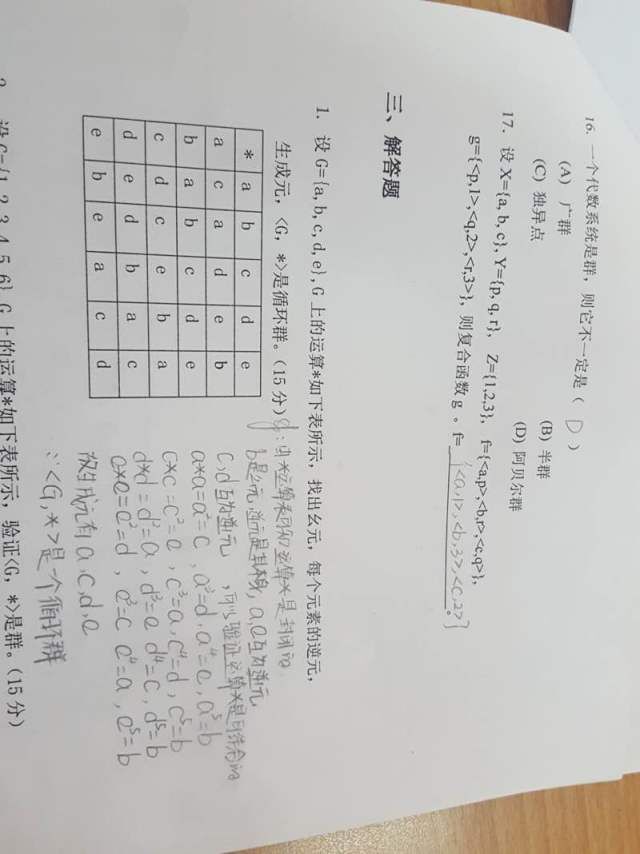 16. 一个代数系统是群，则它不一定是（ D ）
(A) 广群 (B) 半群
(C) 独异点 (D) 阿贝尔群
17. 设 X={a, b, c}, Y={p, q, r}, Z={1,2,3}, f={<a,p>,<b,r>,<c,q>},
g={<p,1>,<q,2>,<r,3>}, 则复合函数 g 。f= {<a,1>,<b,3>,<c,2>} 。
三、解答题
1. 设 G={a, b, c, d, e}, G 上的运算*如下表所示，找出幺元，每个元素的逆元，
生成元，<G, *>是循环群。（15 分）
* a b c d e
a c a d e b
b a b c d e
c d c e b a
d e d b a c
e b e a c d
由*运算表可知运算*是封闭的.
b是幺元,逆元是其本身, a,e互为逆元
c,d互为逆元, 可以验证运算*是可结合的
a*a=a²=c, a³=d, a⁴=e, a⁵=b
c*c=c²=e, c³=a, c⁴=d, c⁵=b
d*d=d²=a, d³=e d⁴=c, d⁵=b
e*e=e²=d, e³=c e⁴=a, e⁵=b
故生成元有a,c,d,e
∴<G,*>是一个循环群
2. 设 G={1, 2, 3, 4, 5, 6}, G 上的运算*如下表所示，验证<G, *>是群。（15 分）